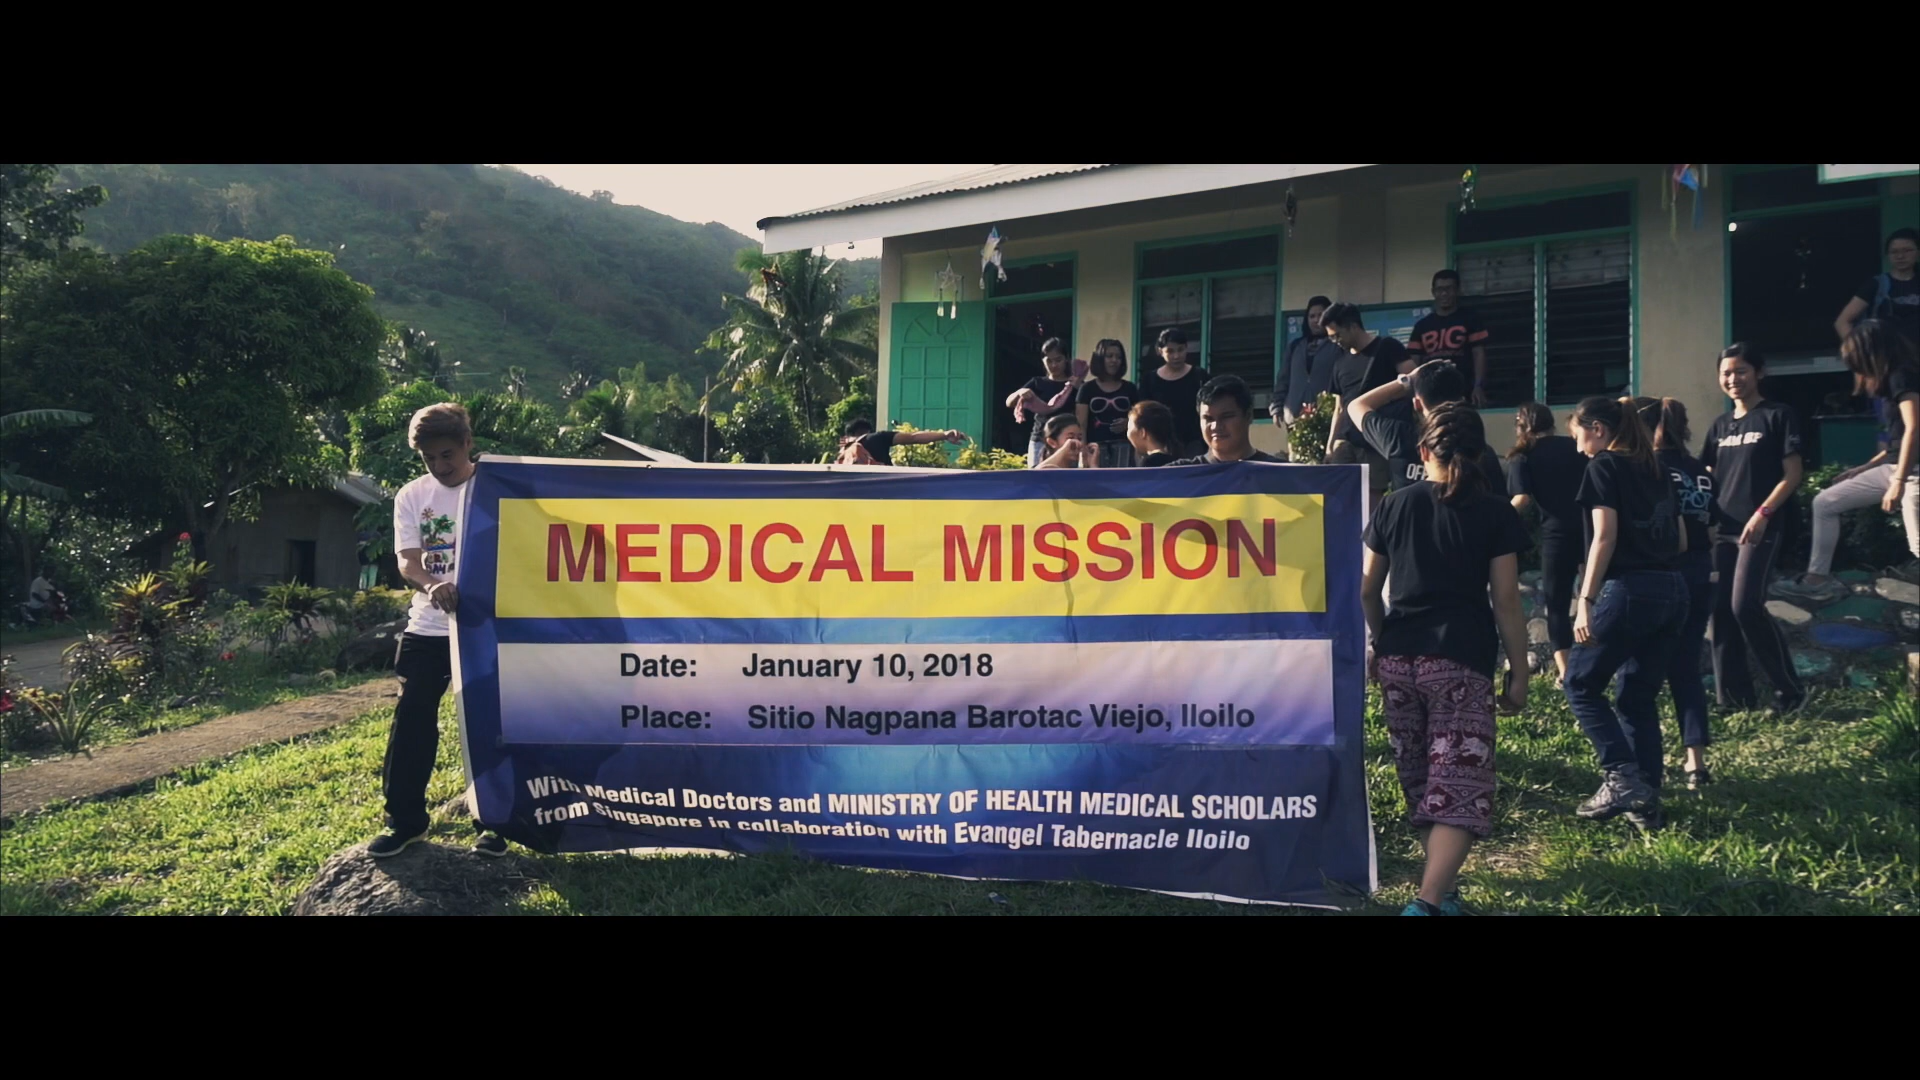 MEDICAL MISSION
Date: January 10, 2018
Place: Sitio Nagpana Barotac Viejo, Iloilo
With Medical Doctors and MINISTRY OF HEALTH MEDICAL SCHOLARS
from Singapore in collaboration with Evangel Tabernacle Iloilo
BIG